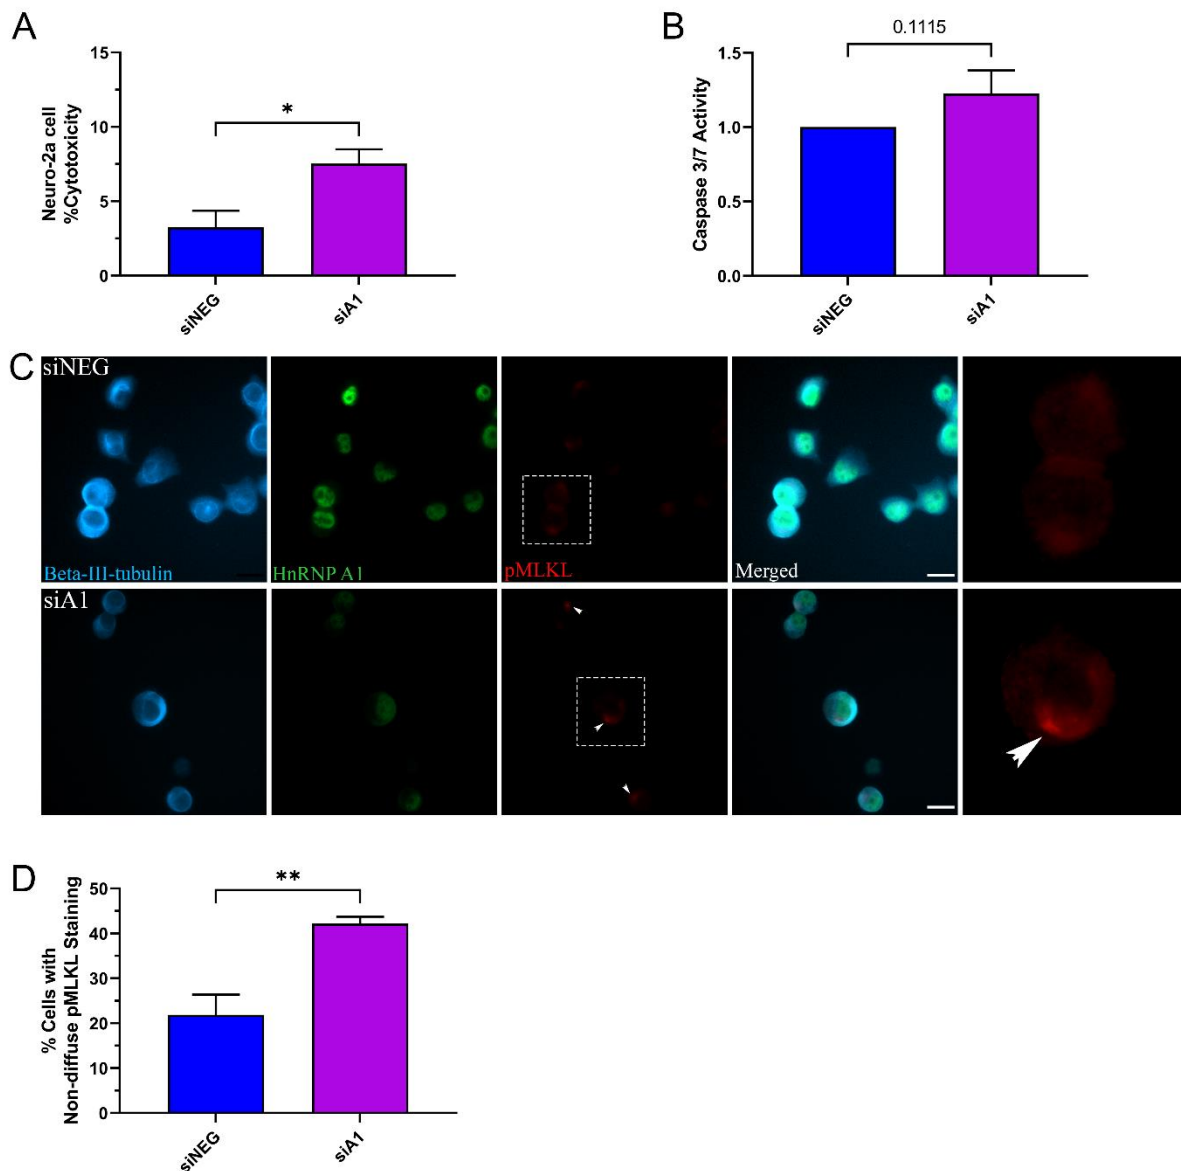 A
Neuro-2a cell
%Cytotoxicity
15
10
5
0
*
siNEG
siA1
B
Caspase 3/7 Activity
1.5
1.0
0.5
0.0
0.1115
siNEG
siA1
C
siNEG
Beta-III-tubulin
HnRNP A1
pMLKL
Merged
siA1
D
% Cells with
Non-diffuse pMLKL Staining
50
40
30
20
10
0
**
siNEG
siA1